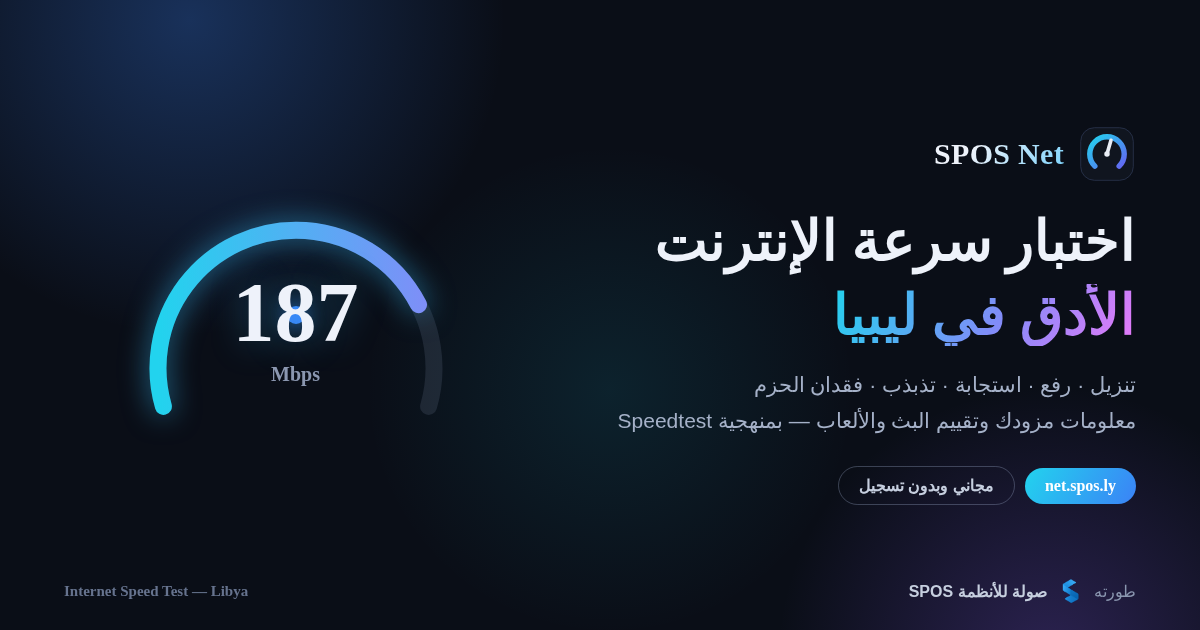 SPOS Net
اختبار سرعة الإنترنت
الأدق في ليبيا
تنزيل · رفع · استجابة · تذبذب · فقدان الحزم
معلومات مزودك وتقييم البث والألعاب — بمنهجية Speedtest
net.spos.ly
مجاني وبدون تسجيل
187
Mbps
طورته
صولة للأنظمة SPOS
Internet Speed Test — Libya